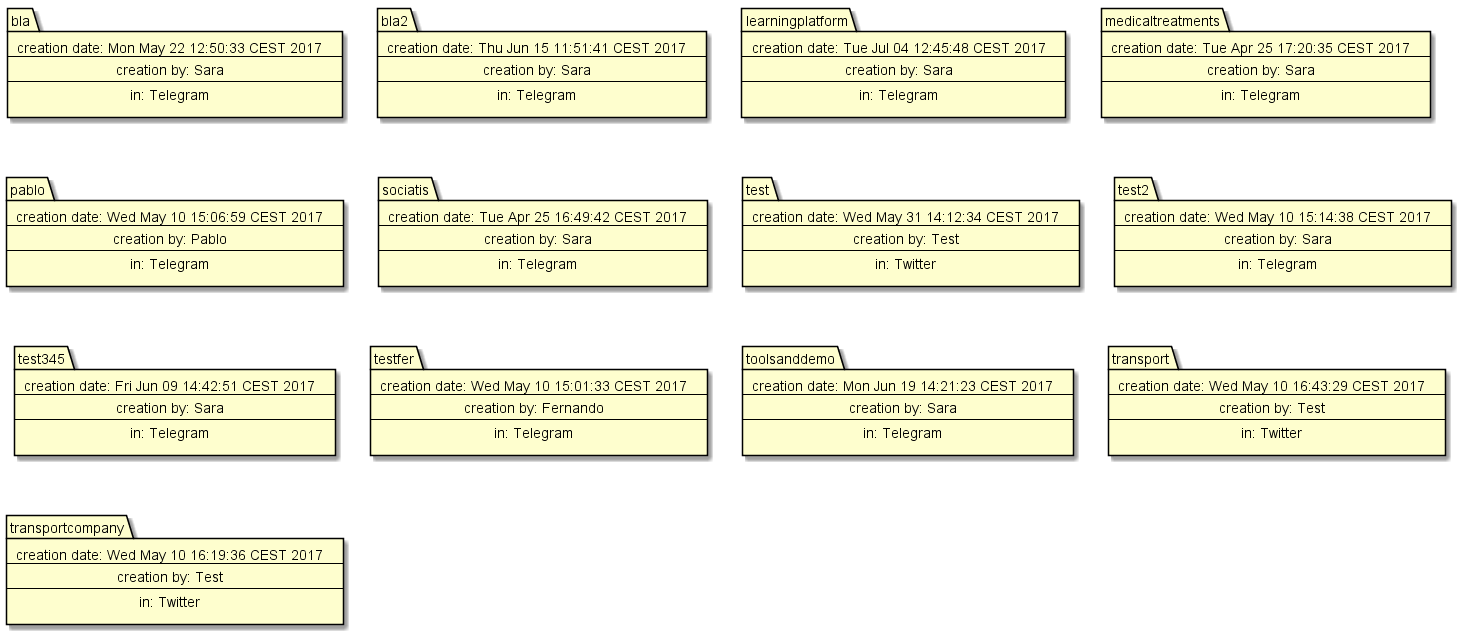 bla
creation date: Mon May 22 12:50:33 CEST 2017
creation by: Sara
in: Telegram
bla2
creation date: Thu Jun 15 11:51:41 CEST 2017
creation by: Sara
in: Telegram
learningplatform
creation date: Tue Jul 04 12:45:48 CEST 2017
creation by: Sara
in: Telegram
medicaltreatments
creation date: Tue Apr 25 17:20:35 CEST 2017
creation by: Sara
in: Telegram
pablo
creation date: Wed May 10 15:06:59 CEST 2017
creation by: Pablo
in: Telegram
sociatis
creation date: Tue Apr 25 16:49:42 CEST 2017
creation by: Sara
in: Telegram
test
creation date: Wed May 31 14:12:34 CEST 2017
creation by: Test
in: Twitter
test2
creation date: Wed May 10 15:14:38 CEST 2017
creation by: Sara
in: Telegram
test345
creation date: Fri Jun 09 14:42:51 CEST 2017
creation by: Sara
in: Telegram
testfer
creation date: Wed May 10 15:01:33 CEST 2017
creation by: Fernando
in: Telegram
toolsanddemo
creation date: Mon Jun 19 14:21:23 CEST 2017
creation by: Sara
in: Telegram
transport
creation date: Wed May 10 16:43:29 CEST 2017
creation by: Test
in: Twitter
transportcompany
creation date: Wed May 10 16:19:36 CEST 2017
creation by: Test
in: Twitter